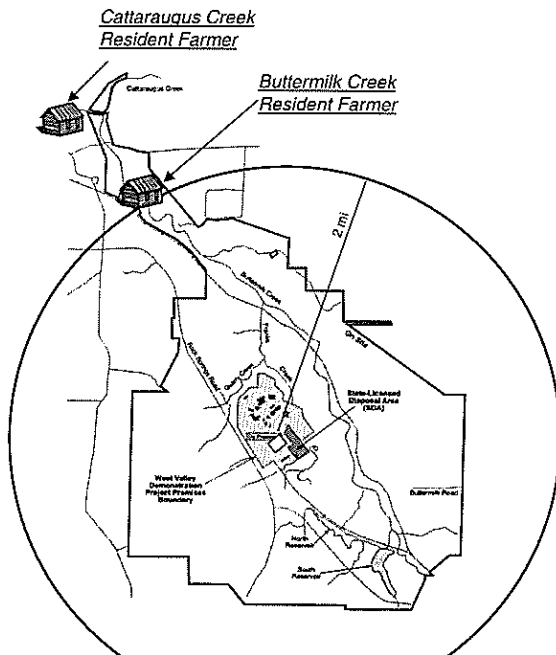 Cattaraugus Creek
Resident Farmer
Buttermilk Creek
Resident Farmer
Cattaraugus Creek
2 mi
Buttermilk Creek
Rock Springs Road
Creek
State-Licensed
Disposal Area
(SDA)
West Valley
Demonstration
Project Premises
Boundary
Buttermilk Road
North
Reservoir
South
Reservoir